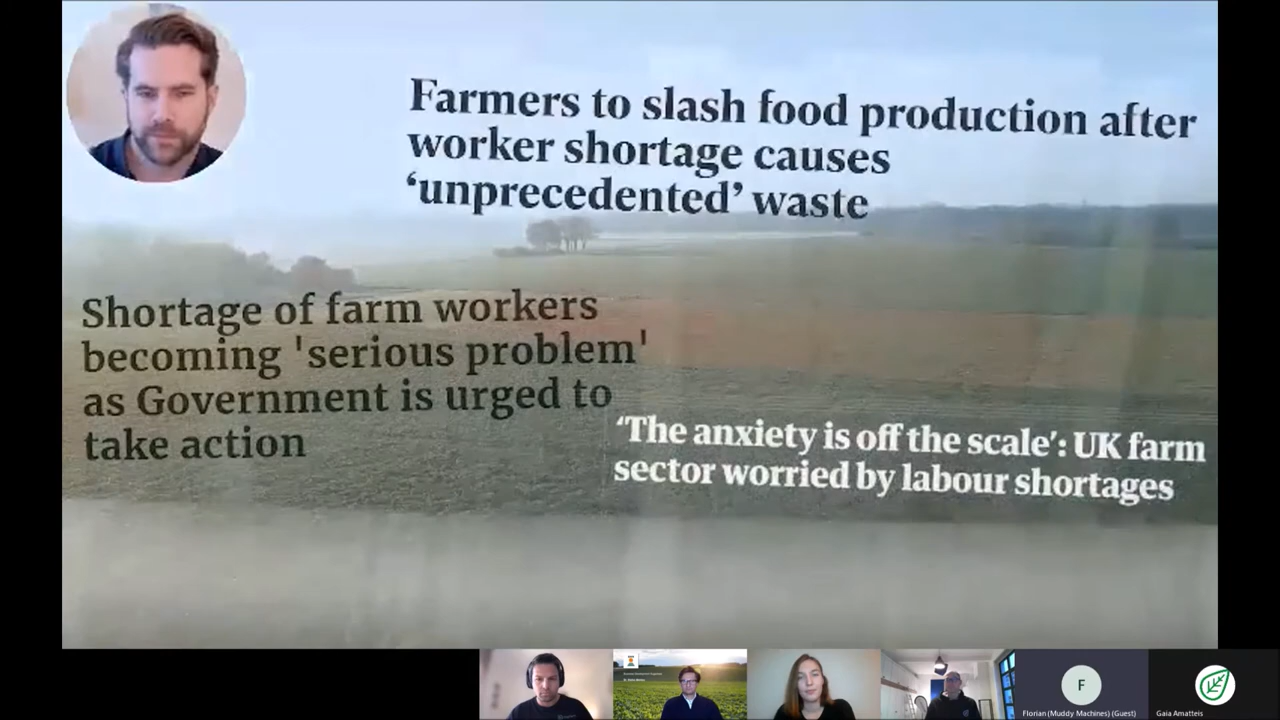 Farmers to slash food production after
worker shortage causes
‘unprecedented’ waste
Shortage of farm workers
becoming 'serious problem'
as Government is urged to
take action
‘The anxiety is off the scale’: UK farm
sector worried by labour shortages
F
Florian (Muddy Machines) (Guest)
Gaia Amatteis